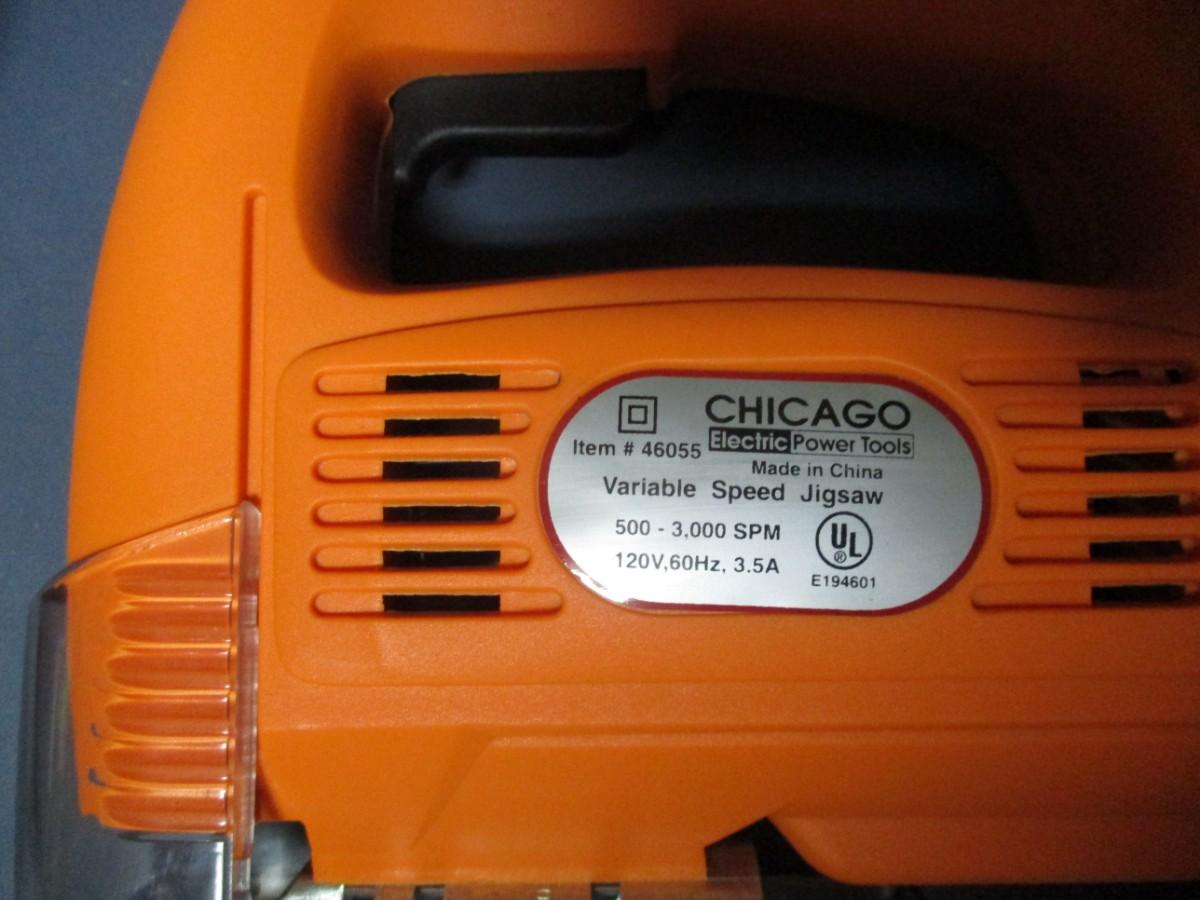 CHICAGO
Electric Power Tools
Item # 46055
Made in China
Variable Speed Jigsaw
500 - 3,000 SPM
120V,60Hz, 3.5A
UL
®
E194601